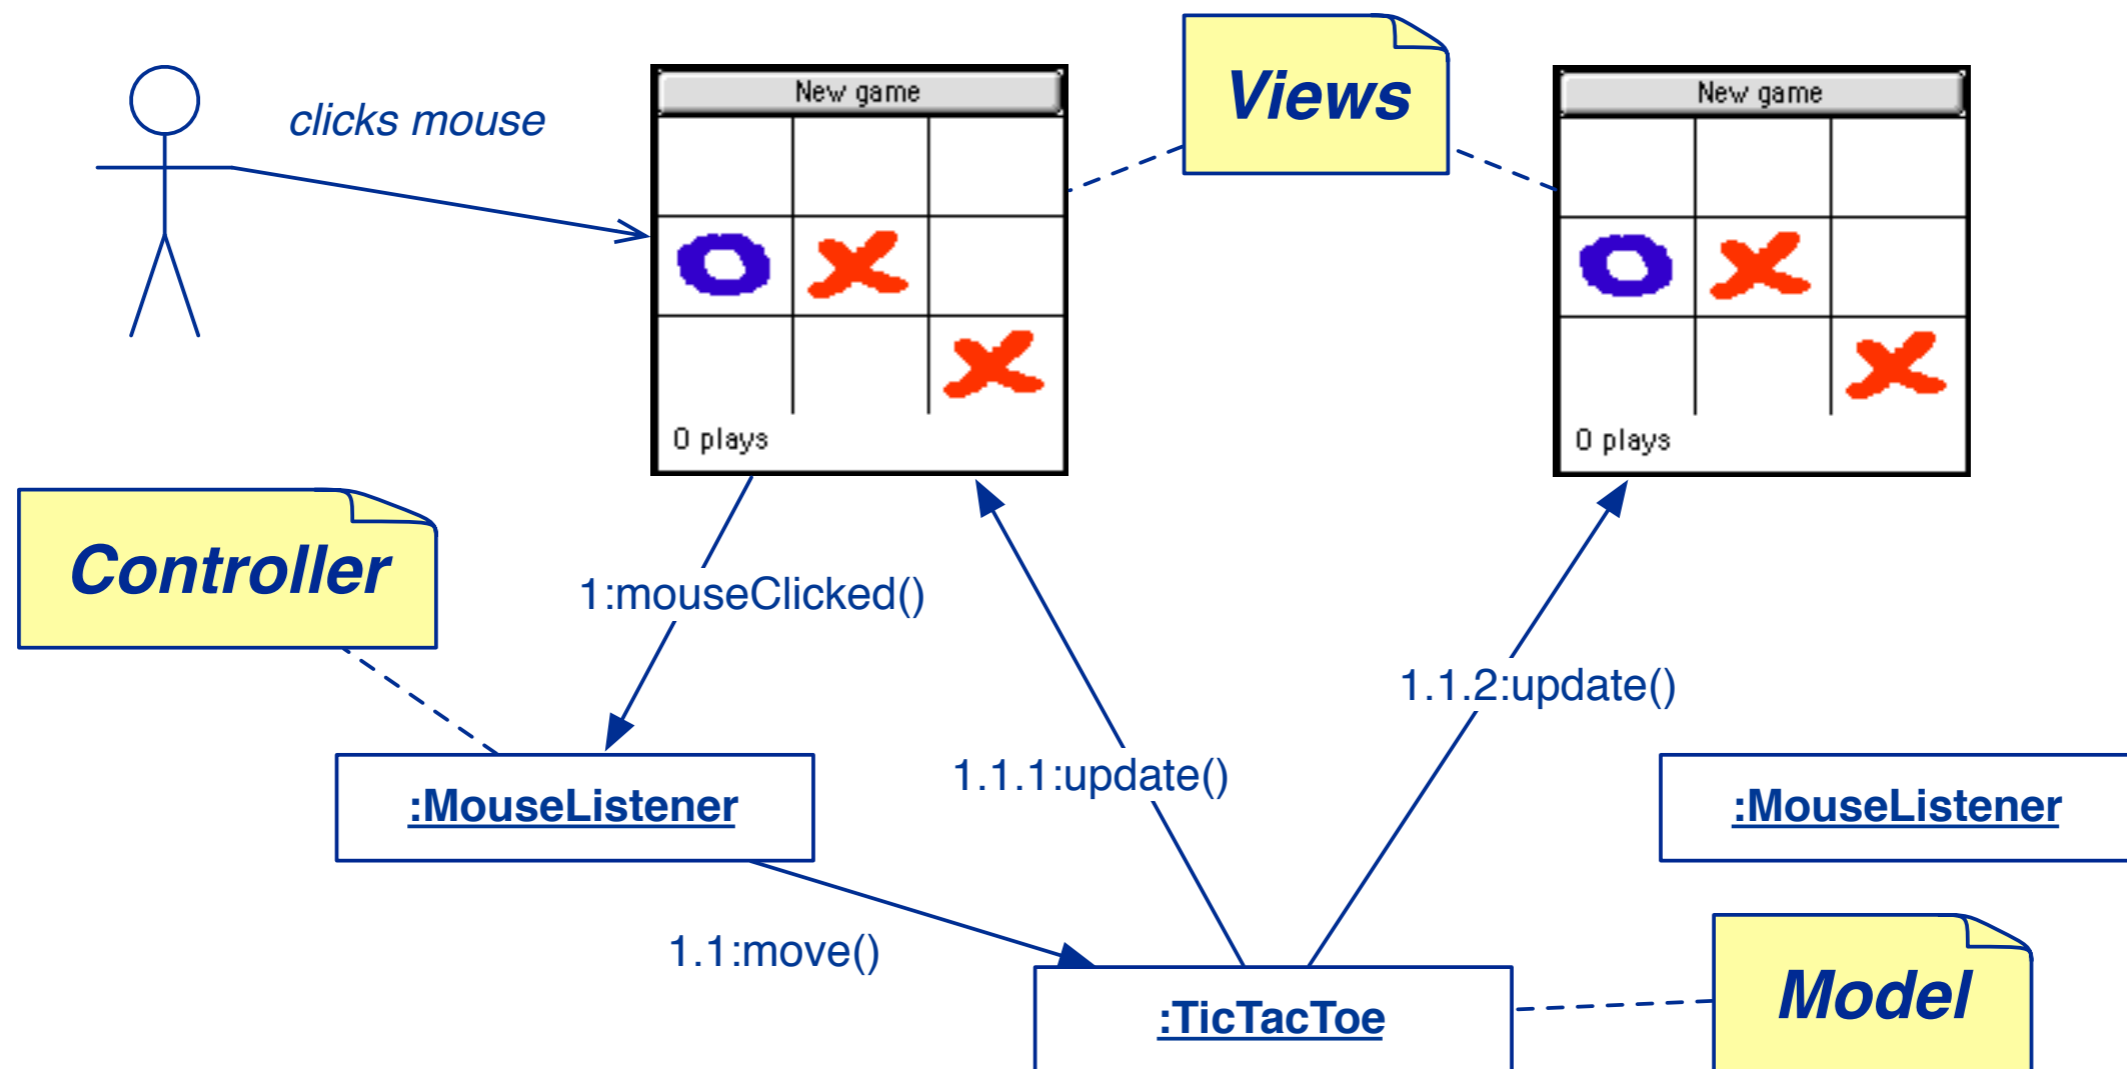 clicks mouse
New game
Views
New game
0 plays
0 plays
Controller
1:mouseClicked()
1.1.2:update()
1.1.1:update()
:MouseListener
:MouseListener
1.1:move()
:TicTacToe
Model